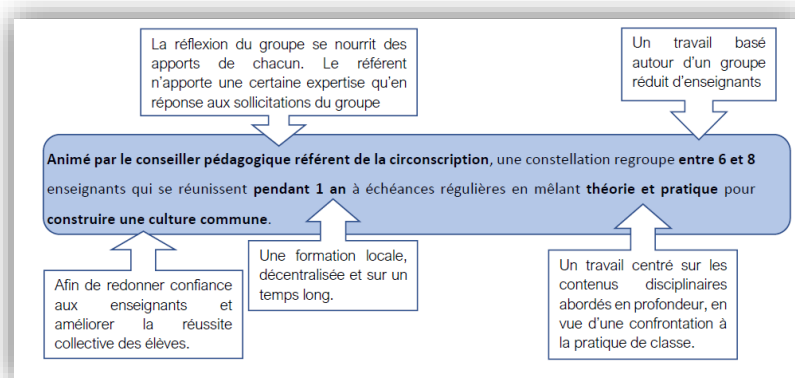 La réflexion du groupe se nourrit des
apports de chacun. Le référent
n'apporte une certaine expertise qu'en
réponse aux sollicitations du groupe
Un travail basé
autour d'un groupe
réduit d'enseignants
Animé par le conseiller pédagogique référent de la circonscription, une constellation regroupe entre 6 et 8
enseignants qui se réunissent pendant 1 an à échéances régulières en mêlant théorie et pratique pour
construire une culture commune.
Afin de redonner confiance
aux enseignants et
améliorer la réussite
collective des élèves.
Une formation locale,
décentralisée et sur un
temps long.
Un travail centré sur les
contenus disciplinaires
abordés en profondeur, en
vue d'une confrontation à
la pratique de classe.